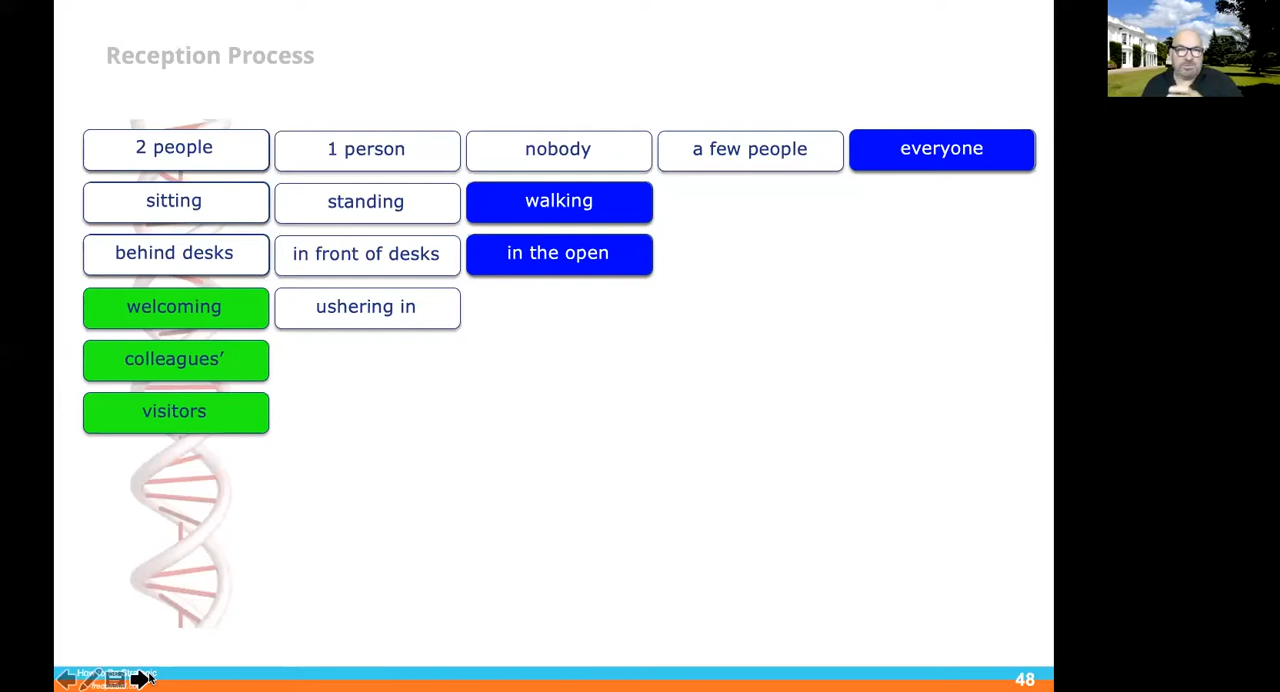 Reception Process
2 people 1 person nobody a few people everyone
sitting standing walking
behind desks in front of desks in the open
welcoming ushering in
colleagues’
visitors
48